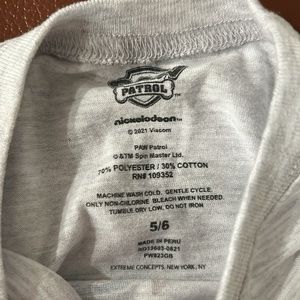 PATROL
nickelodeon
© 2021 Viacom
PAW Patrol
©&TM Spin Master Ltd.
70% POLYESTER / 30% COTTON
RN# 109352
MACHINE WASH COLD, GENTLE CYCLE,
ONLY NON-CHLORINE BLEACH WHEN NEEDED.
TUMBLE DRY LOW, DO NOT IRON
5/6
MADE IN PERU
PW823GB
EXTREME CONCEPTS, NEW YORK, NY